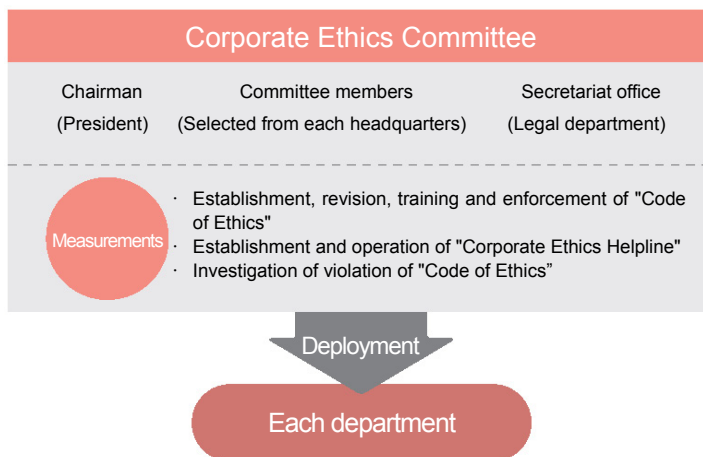 Corporate Ethics Committee
Chairman
(President)
Committee members
(Selected from each headquarters)
Secretariat office
(Legal department)
Measurements
· Establishment, revision, training and enforcement of "Code
of Ethics"
· Establishment and operation of "Corporate Ethics Helpline"
· Investigation of violation of "Code of Ethics”
Deployment
Each department